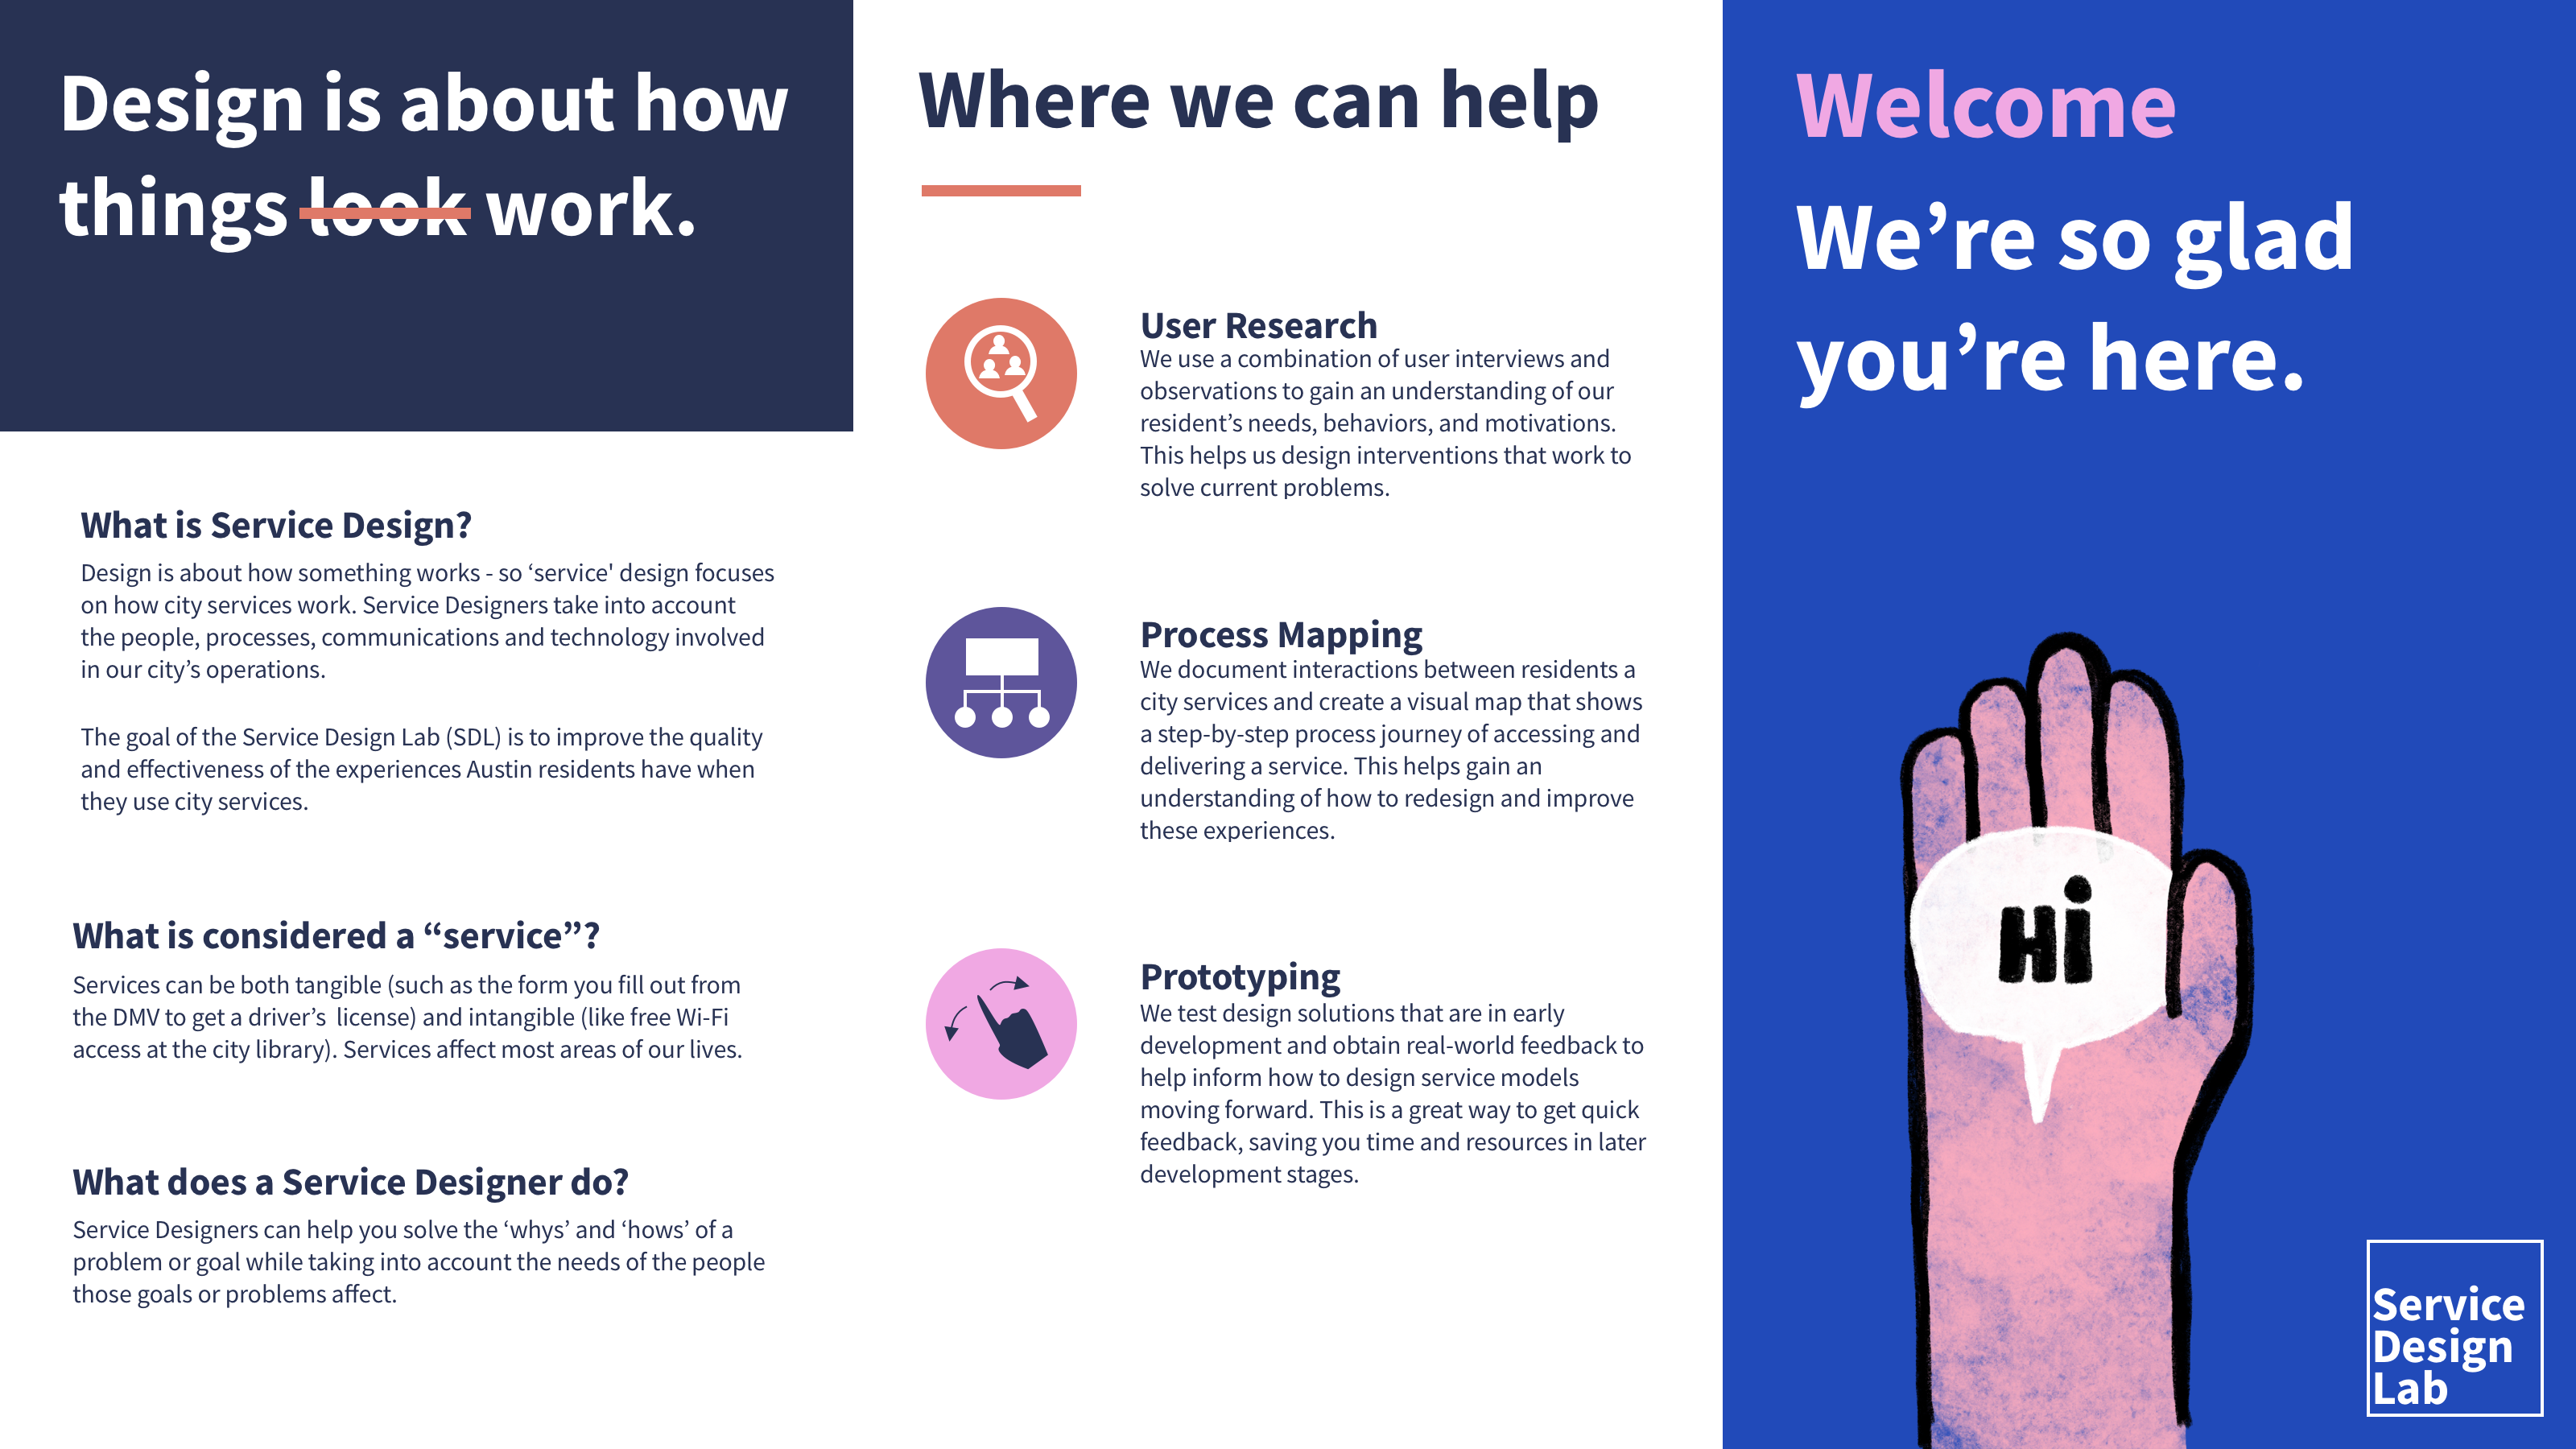 Design is about how
things look work.
What is Service Design?
Design is about how something works - so ‘service' design focuses
on how city services work. Service Designers take into account
the people, processes, communications and technology involved
in our city’s operations.
The goal of the Service Design Lab (SDL) is to improve the quality
and effectiveness of the experiences Austin residents have when
they use city services.
What is considered a “service”?
Services can be both tangible (such as the form you fill out from
the DMV to get a driver’s  license) and intangible (like free Wi-Fi
access at the city library). Services affect most areas of our lives.
What does a Service Designer do?
Service Designers can help you solve the ‘whys’ and ‘hows’ of a
problem or goal while taking into account the needs of the people
those goals or problems affect.
Where we can help
User Research
We use a combination of user interviews and
observations to gain an understanding of our
resident’s needs, behaviors, and motivations.
This helps us design interventions that work to
solve current problems.
Process Mapping
We document interactions between residents a
city services and create a visual map that shows
a step-by-step process journey of accessing and
delivering a service. This helps gain an
understanding of how to redesign and improve
these experiences.
Prototyping
We test design solutions that are in early
development and obtain real-world feedback to
help inform how to design service models
moving forward. This is a great way to get quick
feedback, saving you time and resources in later
development stages.
Welcome
We’re so glad
you’re here.
Hi
Service
Design
Lab